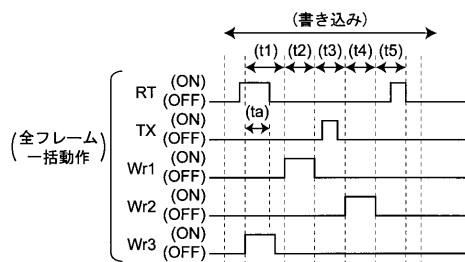 (書き込み)
(t1) (t2) (t3) (t4) (t5)
RT (ON)
(OFF)
(ta)
TX (ON)
(OFF)
(全フレーム
一括動作)
Wr1 (ON)
(OFF)
Wr2 (ON)
(OFF)
Wr3 (ON)
(OFF)